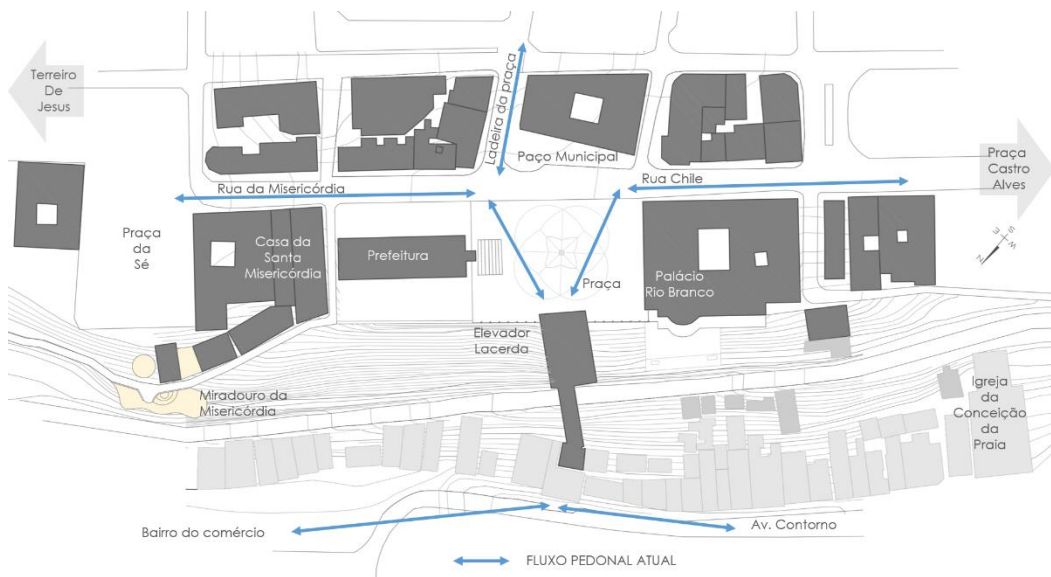 Terreiro
De
Jesus
Ladeira da praça
Paço Municipal
Praça
Castro
Alves
Rua da Misericórdia
Rua Chile
Praça
da
Sé
Casa da
Santa
Misericórdia
Prefeitura
Praça
Palácio
Rio Branco
N
E
S
W
Elevador
Lacerda
Miradouro da
Misericórdia
Igreja
da
Conceição
da
Praia
Bairro do comércio
Av. Contorno
FLUXO PEDONAL ATUAL